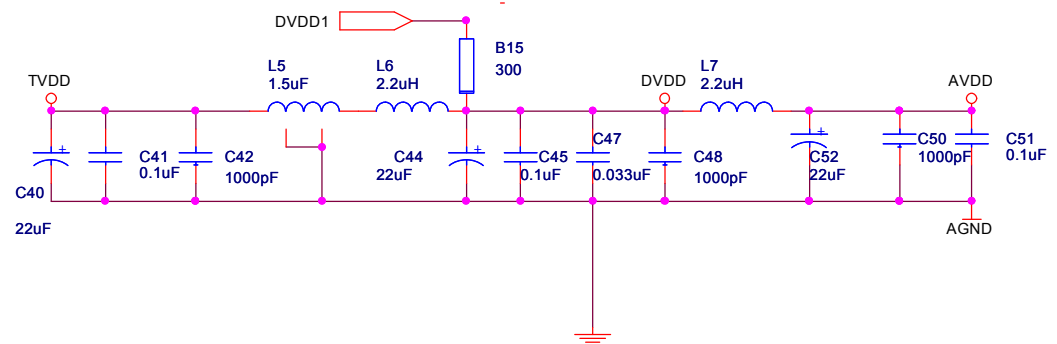 DVDD1
B15
300
TVDD
L5
1.5uF
L6
2.2uH
DVDD
L7
2.2uH
AVDD
C40
22uF
C41
0.1uF
C42
1000pF
C44
22uF
C45
0.1uF
C47
0.033uF
C48
1000pF
C52
22uF
C50
1000pF
C51
0.1uF
AGND